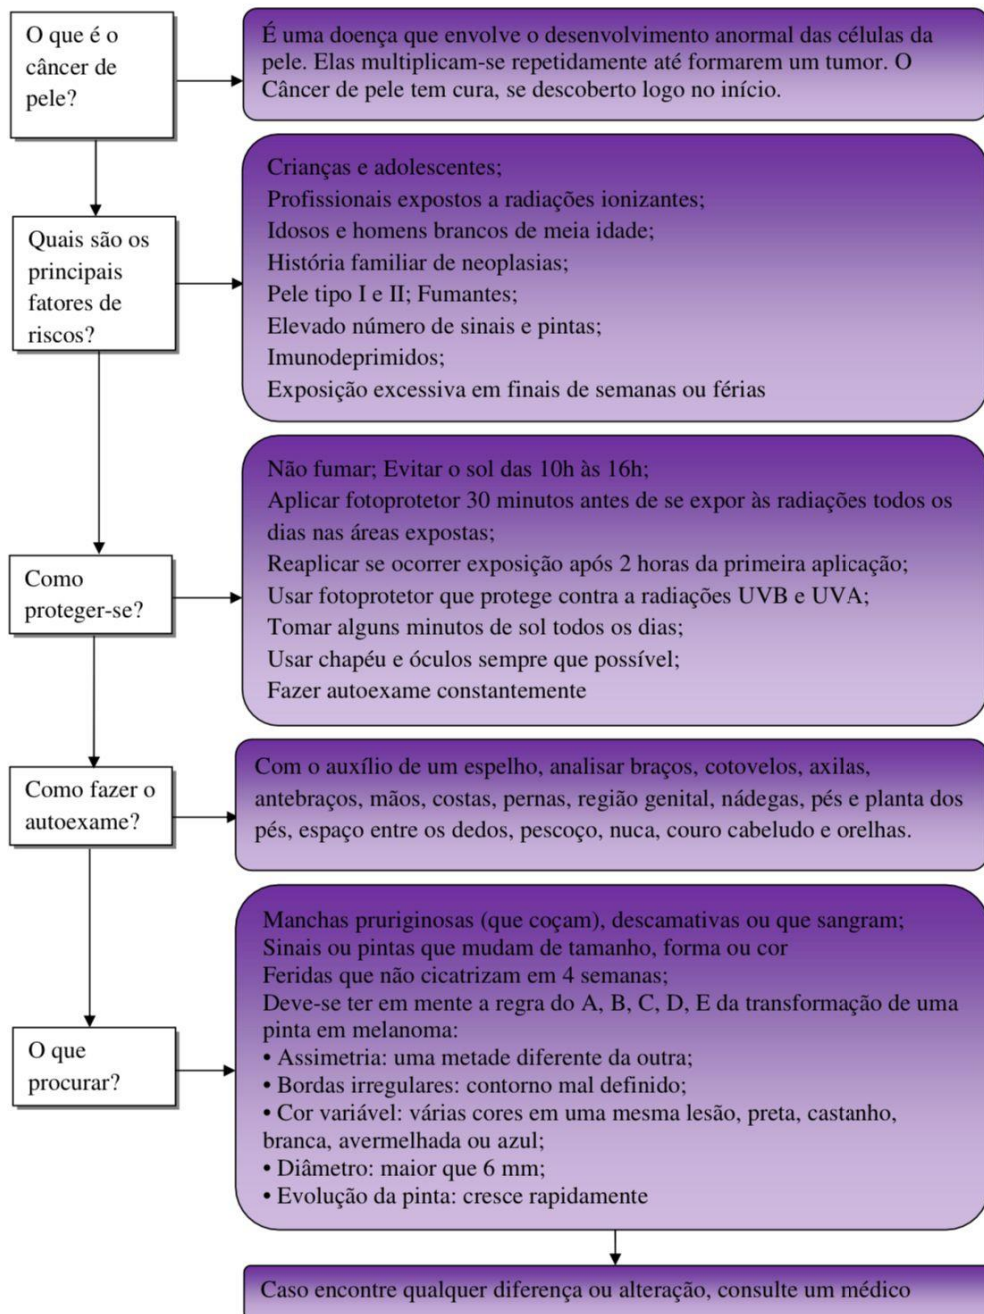 O que é o
câncer de
pele?
É uma doença que envolve o desenvolvimento anormal das células da
pele. Elas multiplicam-se repetidamente até formarem um tumor. O
Câncer de pele tem cura, se descoberto logo no início.
Quais são os
principais
fatores de
riscos?
Crianças e adolescentes;
Profissionais expostos a radiações ionizantes;
Idosos e homens brancos de meia idade;
História familiar de neoplasias;
Pele tipo I e II; Fumantes;
Elevado número de sinais e pintas;
Imunodeprimidos;
Exposição excessiva em finais de semanas ou férias
Como
proteger-se?
Não fumar; Evitar o sol das 10h às 16h;
Aplicar fotoprotetor 30 minutos antes de se expor às radiações todos os
dias nas áreas expostas;
Reaplicar se ocorrer exposição após 2 horas da primeira aplicação;
Usar fotoprotetor que protege contra a radiações UVB e UVA;
Tomar alguns minutos de sol todos os dias;
Usar chapéu e óculos sempre que possível;
Fazer autoexame constantemente
Como fazer o
autoexame?
Com o auxílio de um espelho, analisar braços, cotovelos, axilas,
antebraços, mãos, costas, pernas, região genital, nádegas, pés e planta dos
pés, espaço entre os dedos, pescoço, nuca, couro cabeludo e orelhas.
O que
procurar?
Manchas pruriginosas (que coçam), descamativas ou que sangram;
Sinais ou pintas que mudam de tamanho, forma ou cor
Feridas que não cicatrizam em 4 semanas;
Deve-se ter em mente a regra do A, B, C, D, E da transformação de uma
pinta em melanoma:
• Assimetria: uma metade diferente da outra;
• Bordas irregulares: contorno mal definido;
• Cor variável: várias cores em uma mesma lesão, preta, castanho,
branca, avermelhada ou azul;
• Diâmetro: maior que 6 mm;
• Evolução da pinta: cresce rapidamente
Caso encontre qualquer diferença ou alteração, consulte um médico